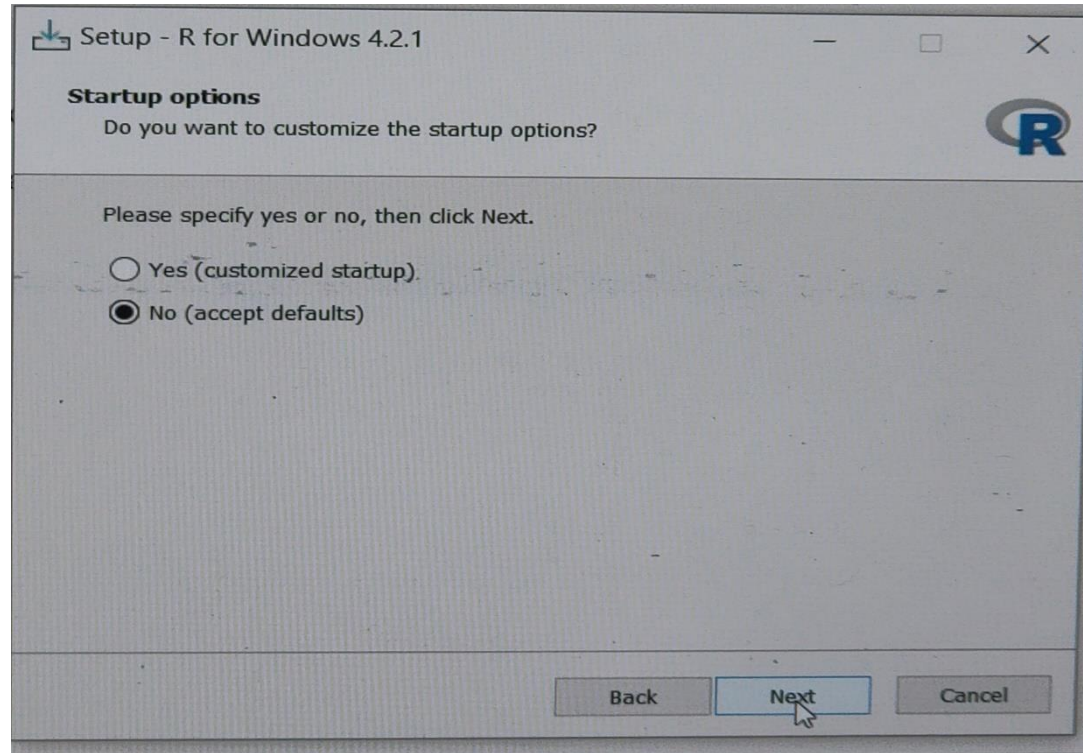 Setup - R for Windows 4.2.1
Startup options
Do you want to customize the startup options?
R
Please specify yes or no, then click Next.
Yes (customized startup)
No (accept defaults)
Back Next Cancel